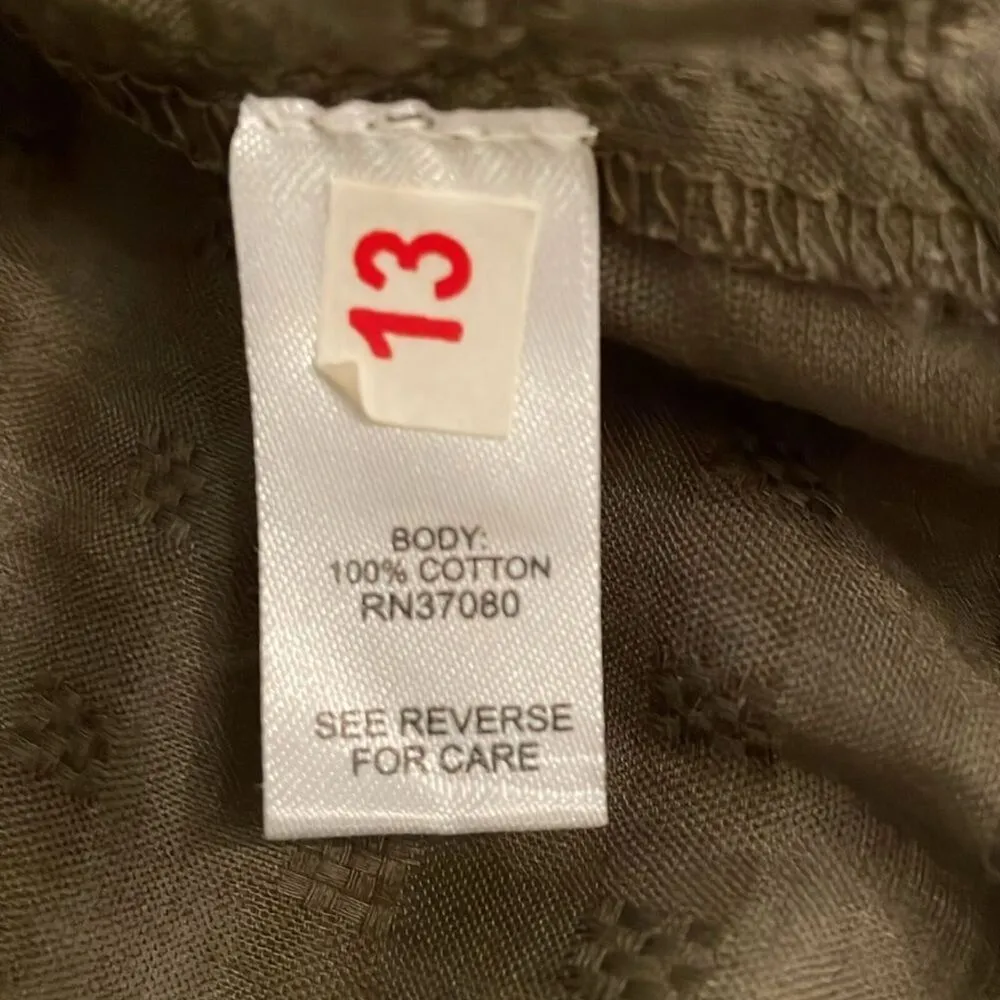 13
BODY:
100% COTTON
RN37080
SEE REVERSE
FOR CARE